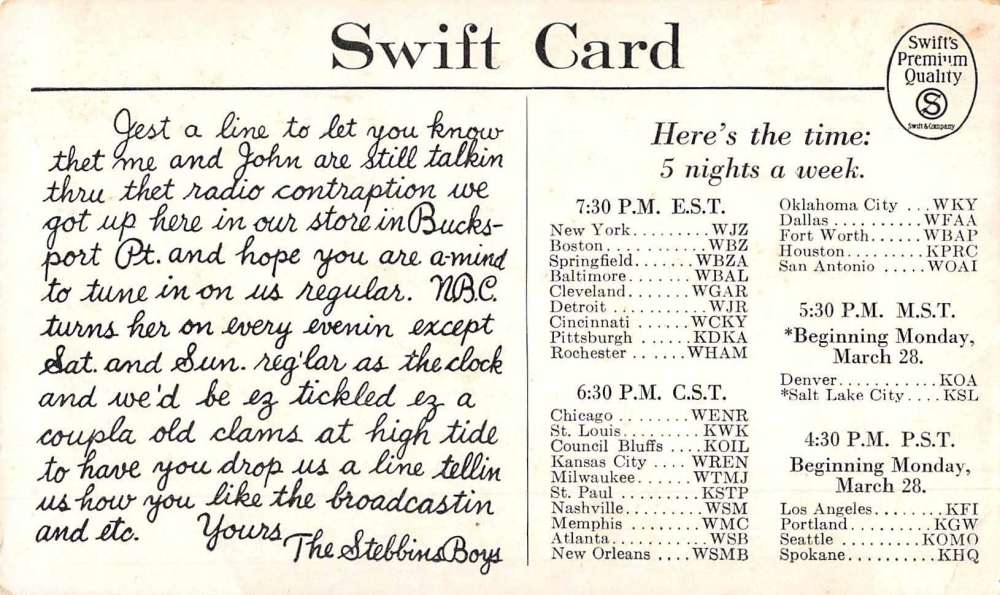 Swift Card
Swift's
Premium
Quality
S
Swift & Company
Jest a line to let you know
thet me and John are still talkin
thru thet radio contraption we
got up here in our store in Bucks-
port Pt. and hope you are a-mind
to tune in on us regular. N.B.C.
turns her on every evenin except
Sat. and Sun. reg'lar as the clock
and we'd be ez tickled ez a
coupla old clams at high tide
to have you drop us a line tellin
us how you like the broadcastin
and etc. Yours
The Stebbins Boys
Here's the time:
5 nights a week.
7:30 P.M. E.S.T.
New York.........WJZ
Boston............WBZ
Springfield.......WBZA
Baltimore........WBAL
Cleveland.......WGAR
Detroit ...........WJR
Cincinnati ......WCKY
Pittsburgh ......KDKA
Rochester ......WHAM
6:30 P.M. C.S.T.
Chicago ........WENR
St. Louis.........KWK
Council Bluffs ....KOIL
Kansas City ....WREN
Milwaukee......WTMJ
St. Paul .........KSTP
Nashville.........WSM
Memphis ........WMC
Atlanta...........WSB
New Orleans ....WSMB
Oklahoma City ...WKY
Dallas ..........WFAA
Fort Worth......WBAP
Houston.........KPRC
San Antonio .....WOAI
5:30 P.M. M.S.T.
*Beginning Monday,
March 28.
Denver...........KOA
*Salt Lake City....KSL
4:30 P.M. P.S.T.
Beginning Monday,
March 28.
Los Angeles........KFI
Portland..........KGW
Seattle .........KOMO
Spokane...........KHQ